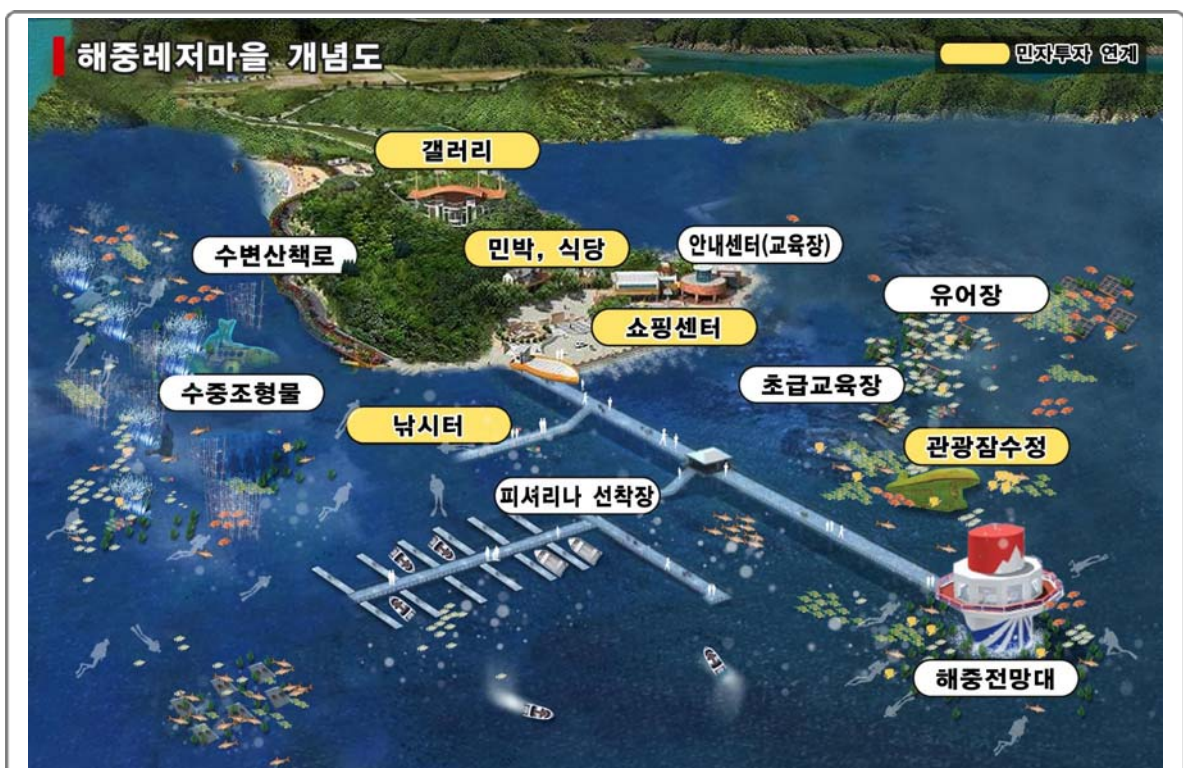 해중레저마을 개념도
민자투자 연계
갤러리
수변산책로
민박, 식당
안내센터(교육장)
유어장
쇼핑센터
수중조형물
초급교육장
낚시터
관광잠수정
피셔리나 선착장
해중전망대